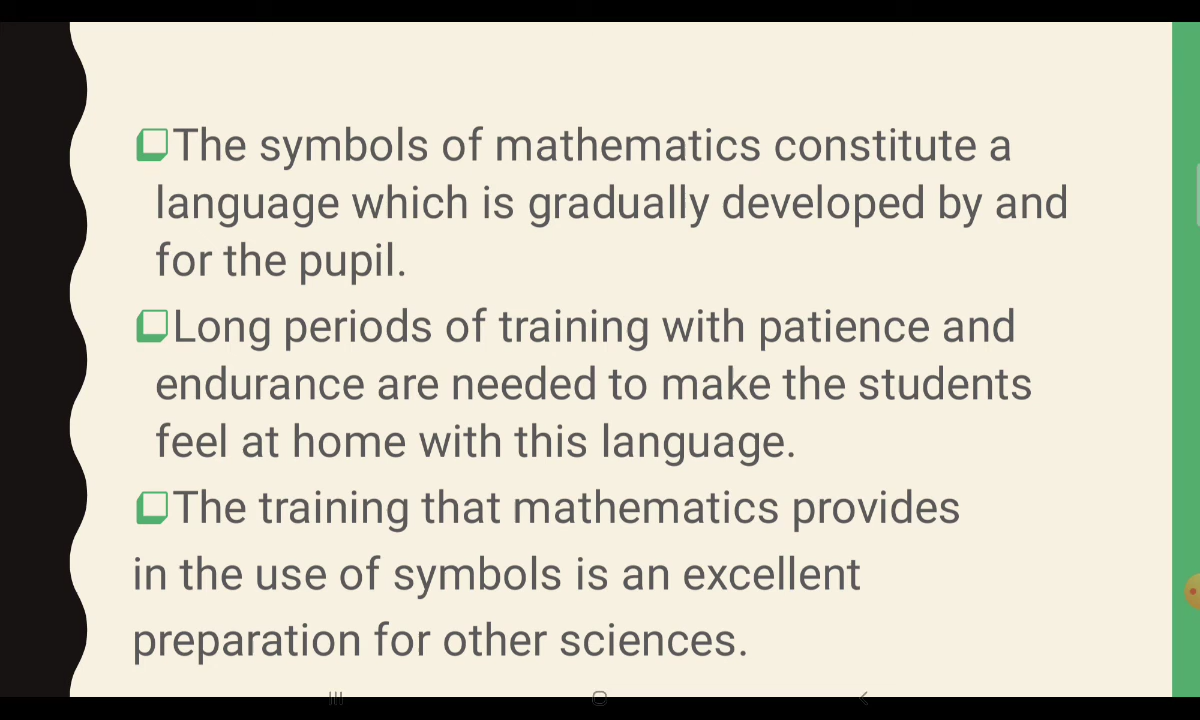 The symbols of mathematics constitute a
language which is gradually developed by and
for the pupil.
Long periods of training with patience and
endurance are needed to make the students
feel at home with this language.
The training that mathematics provides
in the use of symbols is an excellent
preparation for other sciences.